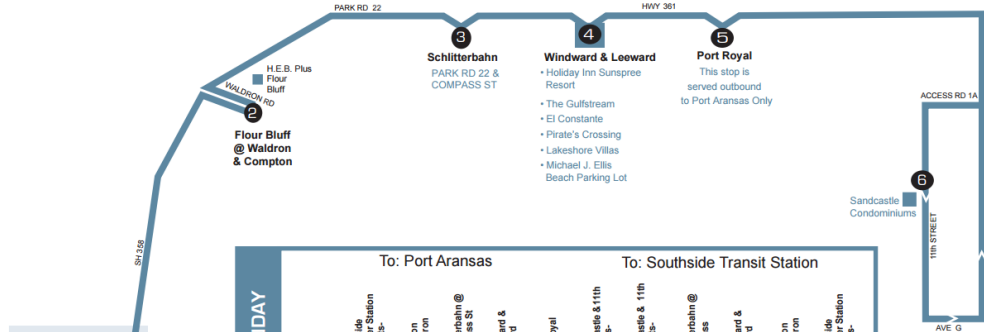 PARK RD 22
HWY 361
3
4
5
Schlitterbahn
PARK RD 22 &
COMPASS ST
Windward & Leeward
• Holiday Inn Sunspree
Resort
• The Gulfstream
• El Constante
• Pirate's Crossing
• Lakeshore Villas
• Michael J. Ellis
Beach Parking Lot
Port Royal
This stop is
served outbound
to Port Aransas Only
H.E.B. Plus
Flour
Bluff
WALDRON RD
2
Flour Bluff
@ Waldron
& Compton
ACCESS RD 1A
6
Sandcastle
Condominiums
11th STREET
SH 358
AVE G
To: Port Aransas
To: Southside Transit Station